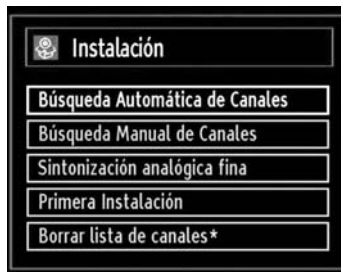 Instalación
Búsqueda Automática de Canales
Búsqueda Manual de Canales
Sintonización analógica fina
Primera Instalación
Borrar lista de canales*